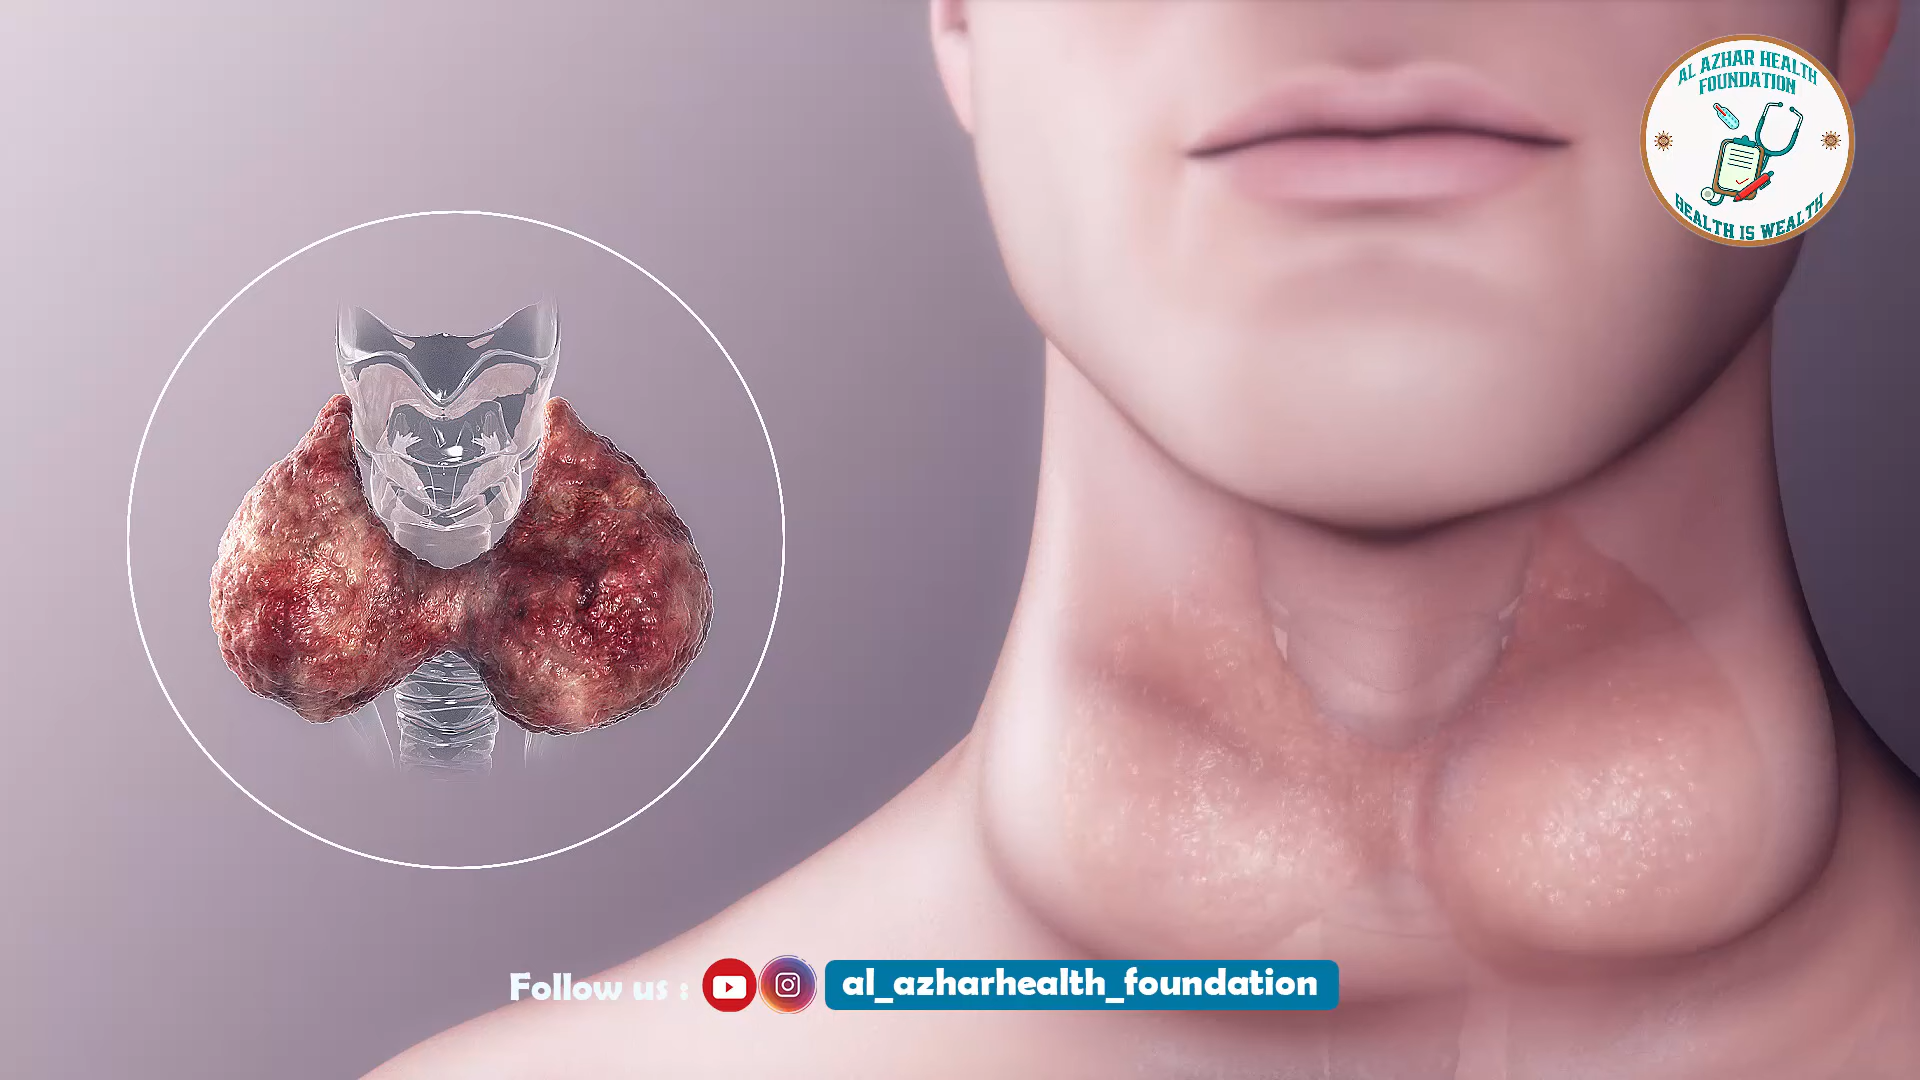 AL AZHAR HEALTH
FOUNDATION
HEALTH IS WEALTH
Follow us :
al_azharhealth_foundation